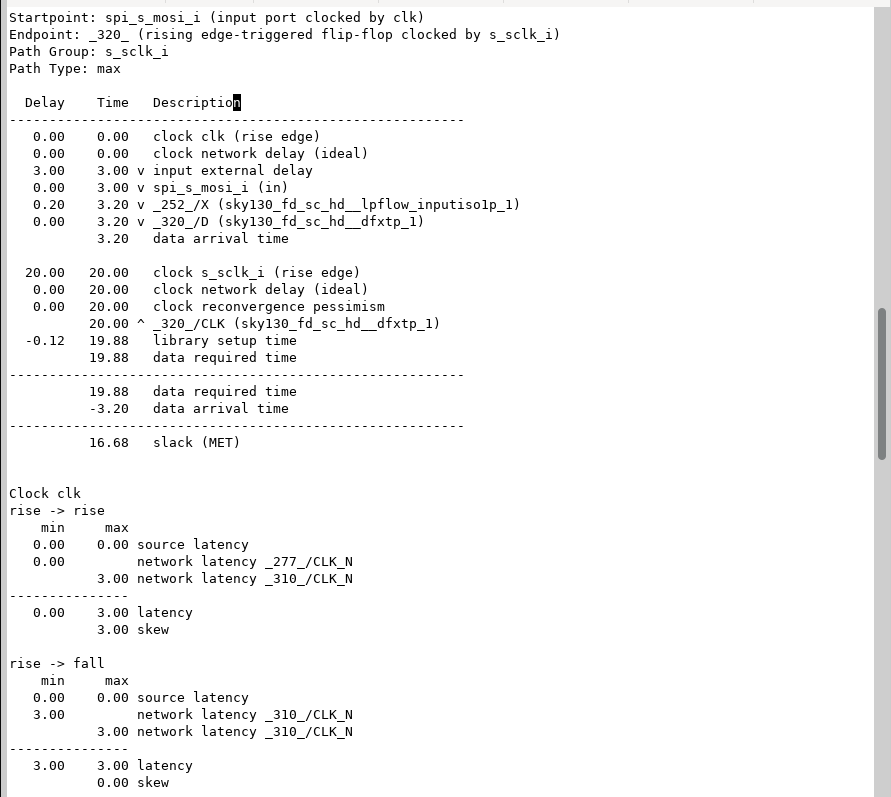 Startpoint: spi_s_mosi_i (input port clocked by clk)
Endpoint: _320_ (rising edge-triggered flip-flop clocked by s_sclk_i)
Path Group: s_sclk_i
Path Type: max
  Delay    Time   Description
---------------------------------------------------------
   0.00    0.00   clock clk (rise edge)
   0.00    0.00   clock network delay (ideal)
   3.00    3.00 v input external delay
   0.00    3.00 v spi_s_mosi_i (in)
   0.20    3.20 v _252_/X (sky130_fd_sc_hd__lpflow_inputiso1p_1)
   0.00    3.20 v _320_/D (sky130_fd_sc_hd__dfxtp_1)
           3.20   data arrival time
  20.00   20.00   clock s_sclk_i (rise edge)
   0.00   20.00   clock network delay (ideal)
   0.00   20.00   clock reconvergence pessimism
          20.00 ^ _320_/CLK (sky130_fd_sc_hd__dfxtp_1)
  -0.12   19.88   library setup time
          19.88   data required time
---------------------------------------------------------
          19.88   data required time
          -3.20   data arrival time
---------------------------------------------------------
          16.68   slack (MET)
Clock clk
rise -> rise
    min     max
   0.00    0.00 source latency
   0.00         network latency _277_/CLK_N
           3.00 network latency _310_/CLK_N
---------------
   0.00    3.00 latency
           3.00 skew
rise -> fall
    min     max
   0.00    0.00 source latency
   3.00         network latency _310_/CLK_N
           3.00 network latency _310_/CLK_N
---------------
   3.00    3.00 latency
           0.00 skew